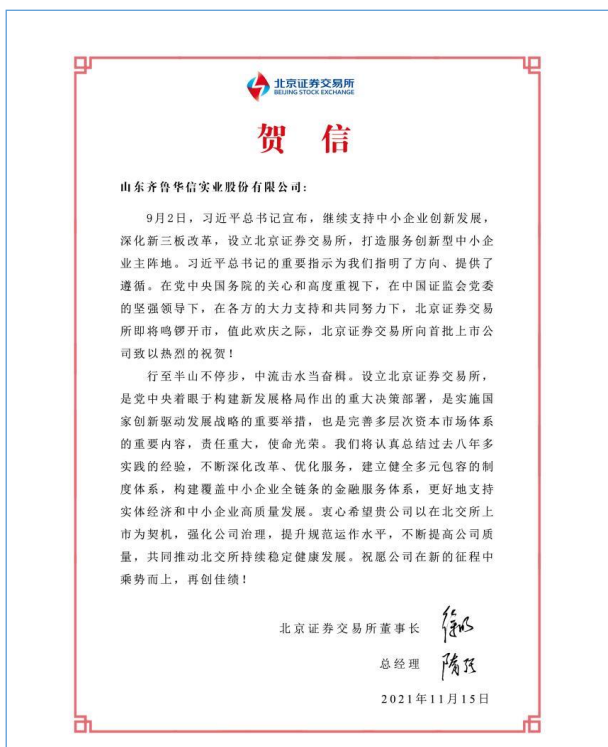 北京证券交易所
BEIJING STOCK EXCHANGE
贺 信
山东齐鲁华信实业股份有限公司：
9月2日，习近平总书记宣布，继续支持中小企业创新发展，
深化新三板改革，设立北京证券交易所，打造服务创新型中小企
业主阵地。习近平总书记的重要指示为我们指明了方向、提供了
遵循。在党中央国务院的关心和高度重视下，在中国证监会党委
的坚强领导下，在各方的大力支持和共同努力下，北京证券交易
所即将鸣锣开市，值此欢庆之际，北京证券交易所向首批上市公
司致以热烈的祝贺！
行至半山不停步，中流击水当奋楫。设立北京证券交易所，
是党中央着眼于构建新发展格局作出的重大决策部署，是实施国
家创新驱动发展战略的重要举措，也是完善多层次资本市场体系
的重要内容，责任重大，使命光荣。我们将认真总结过去八年多
实践的经验，不断深化改革、优化服务，建立健全多元包容的制
度体系，构建覆盖中小企业全链条的金融服务体系，更好地支持
实体经济和中小企业高质量发展。衷心希望贵公司以在北交所上
市为契机，强化公司治理，提升规范运作水平，不断提高公司质
量，共同推动北交所持续稳定健康发展。祝愿公司在新的征程中
乘势而上，再创佳绩！
北京证券交易所董事长 徐明
总经理 隋强
2021年11月15日